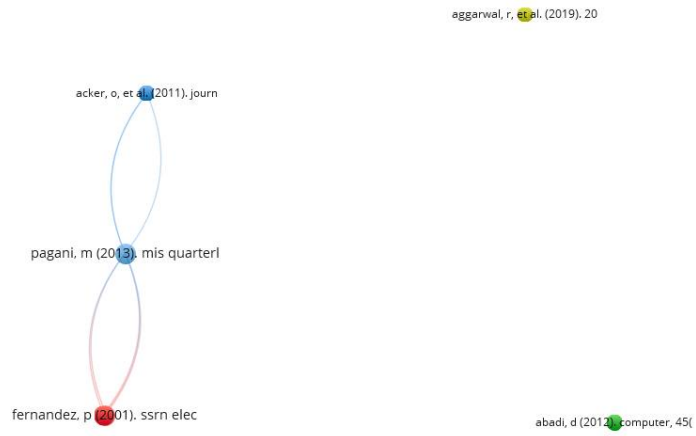 aggarwal, r, et al. (2019). 20
acker, o, et al. (2011). journ
pagani, m (2013). mis quarterl
fernandez, p (2001). ssrn elec
abadi, d (2012). computer, 45(